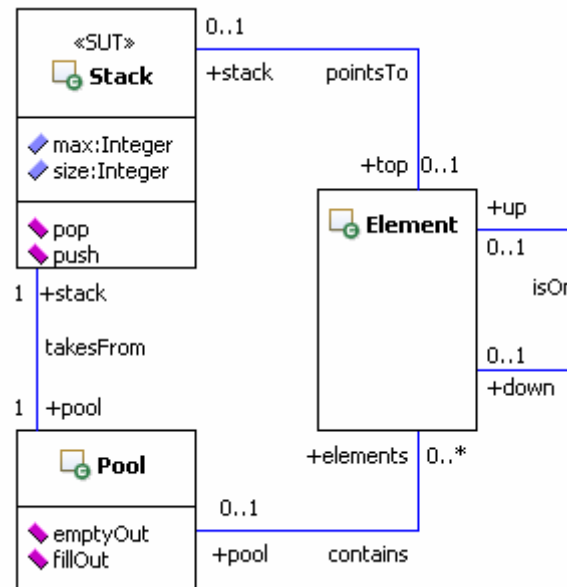 «SUT»
Stack
max:Integer
size:Integer
pop
push
0..1
+stack
pointsTo
+top 0..1
Element
+up
0..1
isOn
0..1
+down
1 +stack
takesFrom
1 +pool
Pool
emptyOut
fillOut
+elements 0..*
0..1
+pool
contains